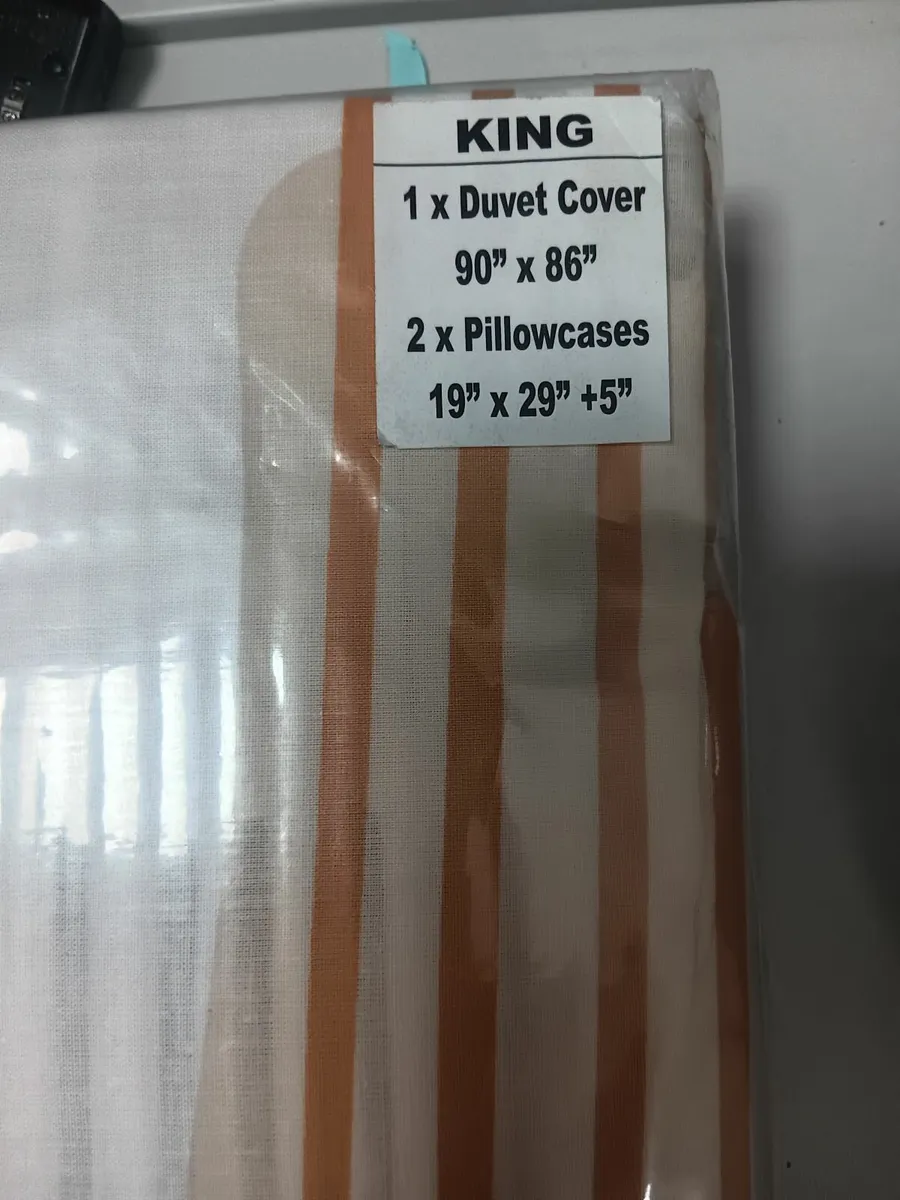 KING
1 x Duvet Cover
90” x 86”
2 x Pillowcases
19” x 29” +5”